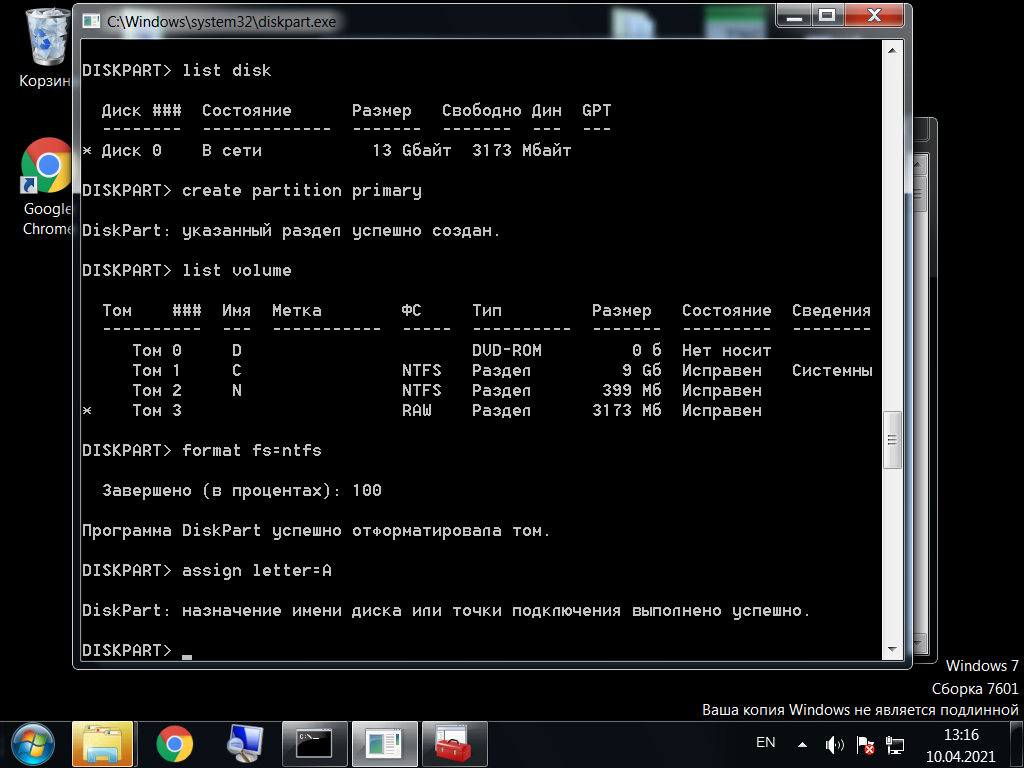 C:\Windows\system32\diskpart.exe
Корзин
Google
Chrome
DISKPART> list disk
Диск ### Состояние Размер Свободно Дин GPT
-------- ------------- ------- ------- --- ---
* Диск 0 В сети 13 Gбайт 3173 Mбайт
DISKPART> create partition primary
DiskPart: указанный раздел успешно создан.
DISKPART> list volume
Том ### Имя Метка ФС Тип Размер Состояние Сведения
---------- --- ----------- ----- ---------- ------- --------- --------
Том 0 D DVD-ROM 0 б Нет носит
Том 1 C NTFS Раздел 9 Gб Исправен Системны
Том 2 N NTFS Раздел 399 Mб Исправен
* Том 3 RAW Раздел 3173 Mб Исправен
DISKPART> format fs=ntfs
Завершено (в процентах): 100
Программа DiskPart успешно отформатировала том.
DISKPART> assign letter=A
DiskPart: назначение имени диска или точки подключения выполнено успешно.
DISKPART> _
Windows 7
Сборка 7601
Ваша копия Windows не является подлинной
EN
13:16
10.04.2021